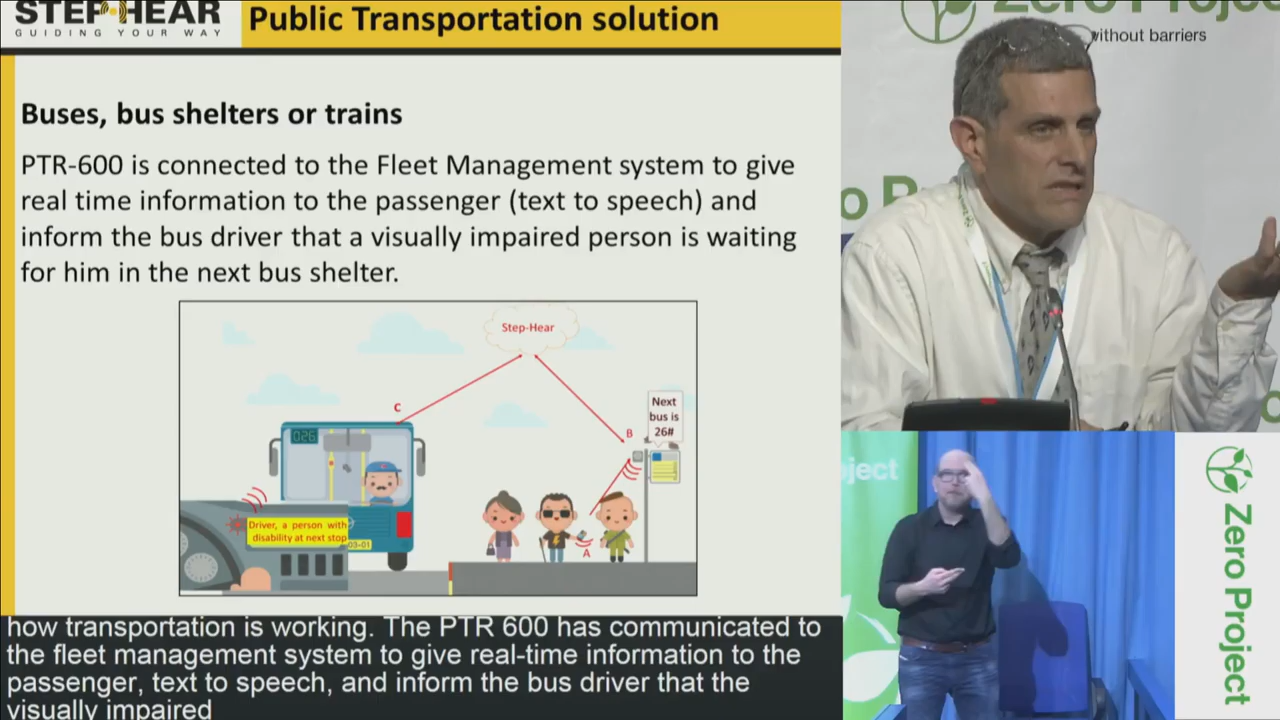 STEP-HEAR
GUIDING YOUR WAY
Public Transportation solution
Buses, bus shelters or trains
PTR-600 is connected to the Fleet Management system to give
real time information to the passenger (text to speech) and
inform the bus driver that a visually impaired person is waiting
for him in the next bus shelter.
Step-Hear
C
B
A
Next
bus is
26#
026
Driver, a person with
disability at next stop
03-01
how transportation is working. The PTR 600 has communicated to
the fleet management system to give real-time information to the
passenger, text to speech, and inform the bus driver that the
visually impaired
Zero Project
without barriers
o P
ject
Zero Project